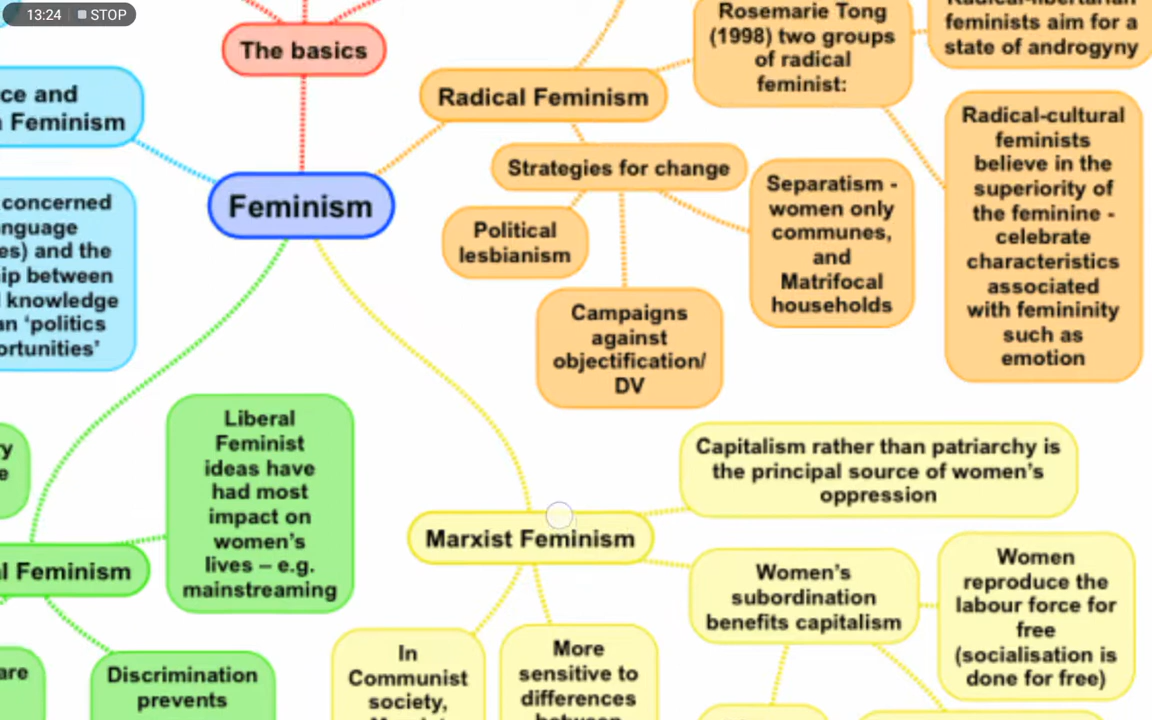 13:24 STOP
The basics
Radical Feminism
Rosemarie Tong
(1998) two groups
of radical
feminist:
feminists aim for a
state of androgyny
ce and
Feminism
Feminism
Strategies for change
Political
lesbianism
Separatism -
women only
communes,
and
Matrifocal
households
Campaigns
against
objectification/
DV
Radical-cultural
feminists
believe in the
superiority of
the feminine -
celebrate
characteristics
associated
with femininity
such as
emotion
concerned
nguage
es) and the
ip between
knowledge
an ‘politics
ortunities’
Liberal
Feminist
ideas have
had most
impact on
women’s
lives – e.g.
mainstreaming
l Feminism
Discrimination
prevents
are
Marxist Feminism
Capitalism rather than patriarchy is
the principal source of women’s
oppression
Women’s
subordination
benefits capitalism
Women
reproduce the
labour force for
free
(socialisation is
done for free)
In
Communist
society,
More
sensitive to
differences